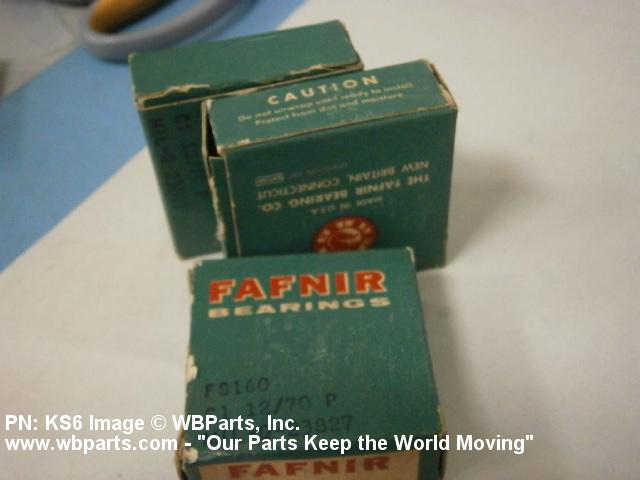 CAUTION
Do not unwrap until ready to install
Protect from dirt and moisture.
THE FAFNIR BEARING CO.
NEW BRITAIN, CONNECTICUT
MADE IN U.S.A.
FAFNIR
BEARINGS
FS160
12/70 P
3827
FAFNIR
PN: KS6 Image © WBParts, Inc.
www.wbparts.com - "Our Parts Keep the World Moving"